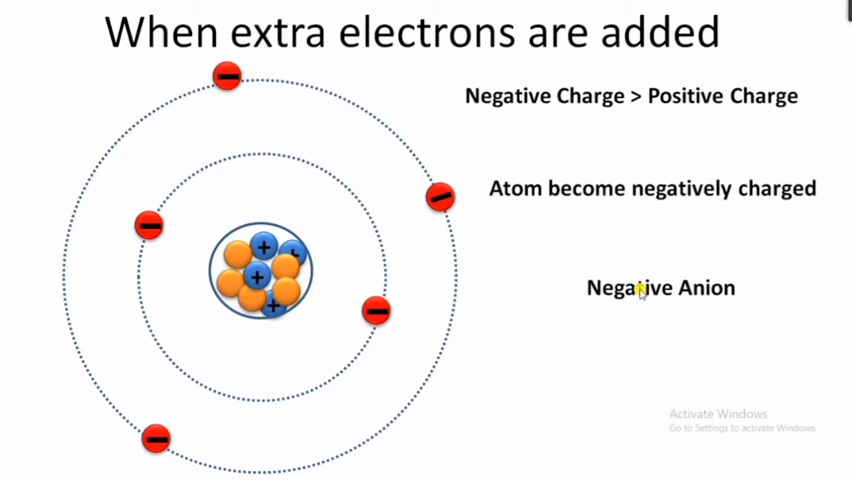 When extra electrons are added
Negative Charge > Positive Charge
Atom become negatively charged
Negative Anion
Activate Windows
Go to Settings to activate Windows.